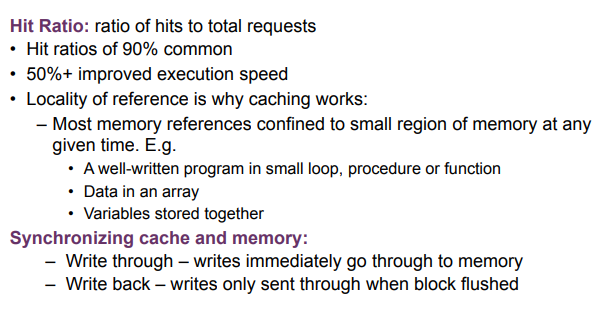 Hit Ratio: ratio of hits to total requests
• Hit ratios of 90% common
• 50%+ improved execution speed
• Locality of reference is why caching works:
– Most memory references confined to small region of memory at any
given time. E.g.
• A well-written program in small loop, procedure or function
• Data in an array
• Variables stored together
Synchronizing cache and memory:
– Write through – writes immediately go through to memory
– Write back – writes only sent through when block flushed